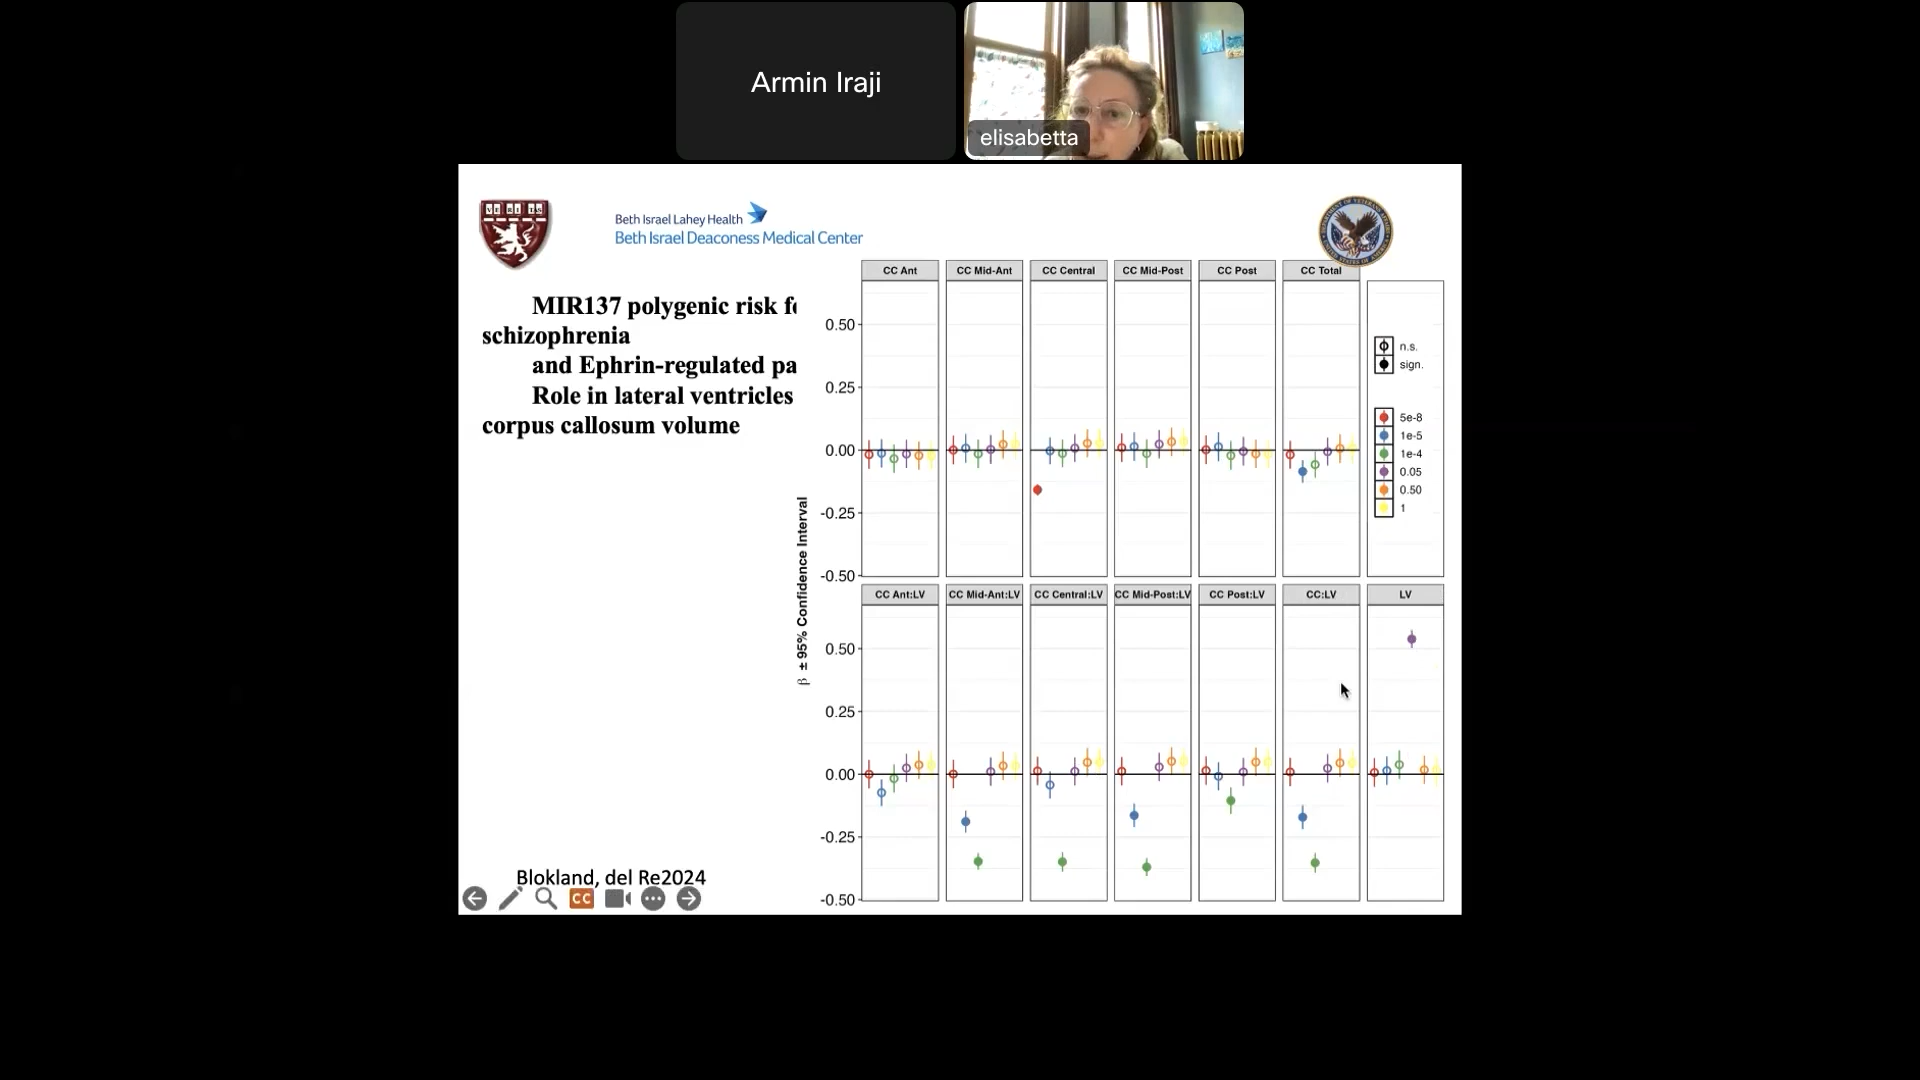 Armin Iraji
elisabetta
VE RI TAS
Beth Israel Lahey Health
Beth Israel Deaconess Medical Center
MIR137 polygenic risk fo
schizophrenia
and Ephrin-regulated pa
Role in lateral ventricles
corpus callosum volume
CC Ant
CC Mid-Ant
CC Central
CC Mid-Post
CC Post
CC Total
0.50
0.25
0.00
-0.25
-0.50
n.s.
sign.
5e-8
1e-5
1e-4
0.05
0.50
1
β ± 95% Confidence Interval
CC Ant:LV
CC Mid-Ant:LV
CC Central:LV
CC Mid-Post:LV
CC Post:LV
CC:LV
LV
0.50
0.25
0.00
-0.25
-0.50
Blokland, del Re2024
CC